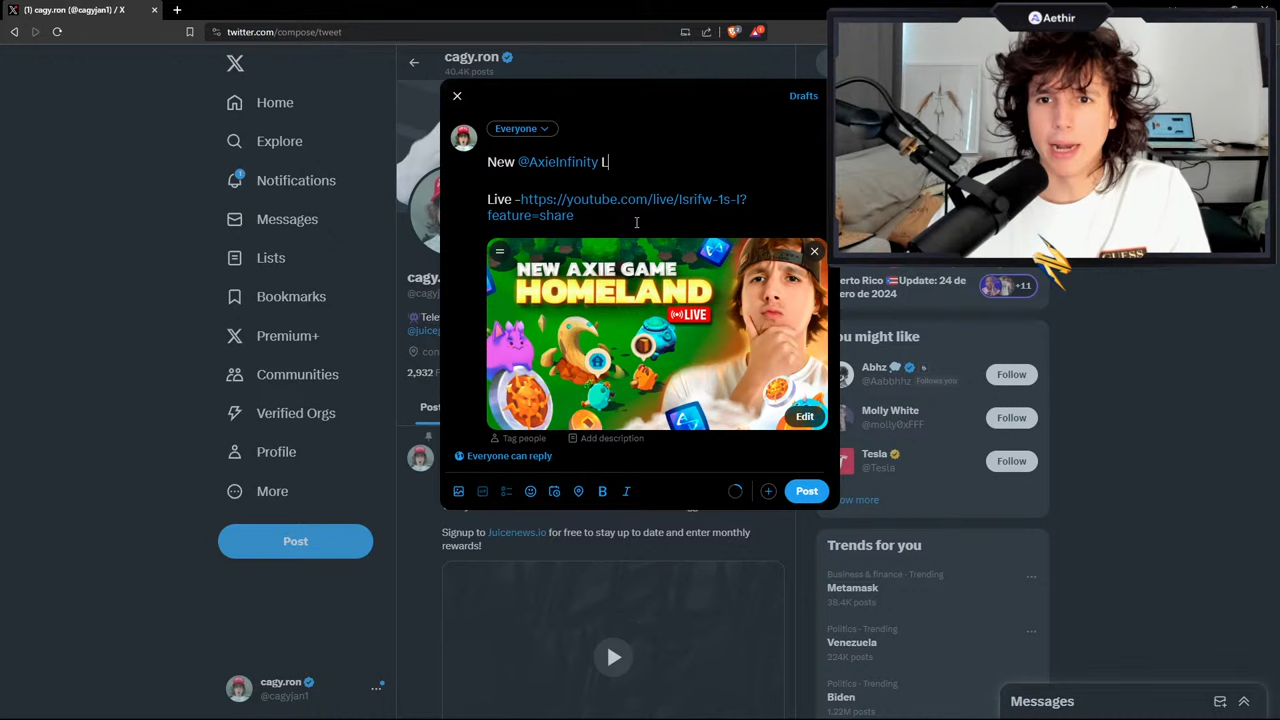 (1) cagy.ron (@cagyjan1) / X
twitter.com/compose/tweet
Aethir
cagy.ron
40.4K posts
Drafts
Everyone
New @AxieInfinity L
Live -https://youtube.com/live/Isrifw-1s-I?
feature=share
NEW AXIE GAME
HOMELAND
LIVE
Edit
Tag people
Add description
Everyone can reply
B
I
Post
Home
Explore
1
Notifications
Messages
Lists
Bookmarks
Premium+
Communities
Verified Orgs
Profile
More
Post
cagy.ron
@cagyjan1
2,932
Signup to Juicenews.io for free to stay up to date and enter monthly
rewards!
GUESS
erto Rico Update: 24 de
ero de 2024
+11
u might like
Abhz
@Aabbhhz Follows you
Follow
Molly White
@molly0xFFF
Follow
Tesla
@Tesla
Follow
ow more
Trends for you
Business & finance · Trending
Metamask
38.4K posts
Politics · Trending
Venezuela
224K posts
Politics · Trending
Biden
1.22M posts
Messages